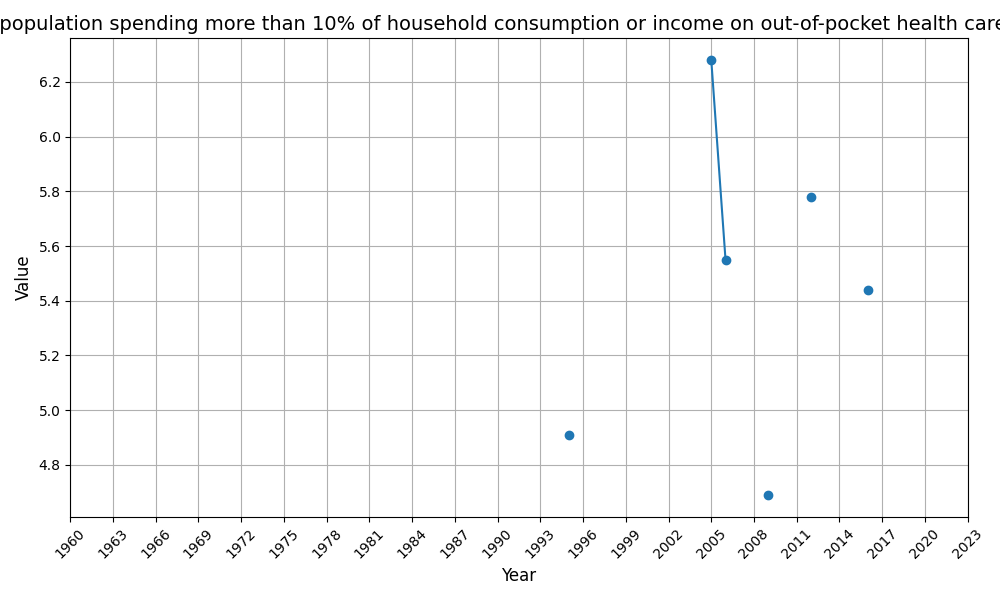 population spending more than 10% of household consumption or income on out-of-pocket health care
Value
6.2
6.0
5.8
5.6
5.4
5.2
5.0
4.8
1960 1963 1966 1969 1972 1975 1978 1981 1984 1987 1990 1993 1996 1999 2002 2005 2008 2011 2014 2017 2020 2023
Year